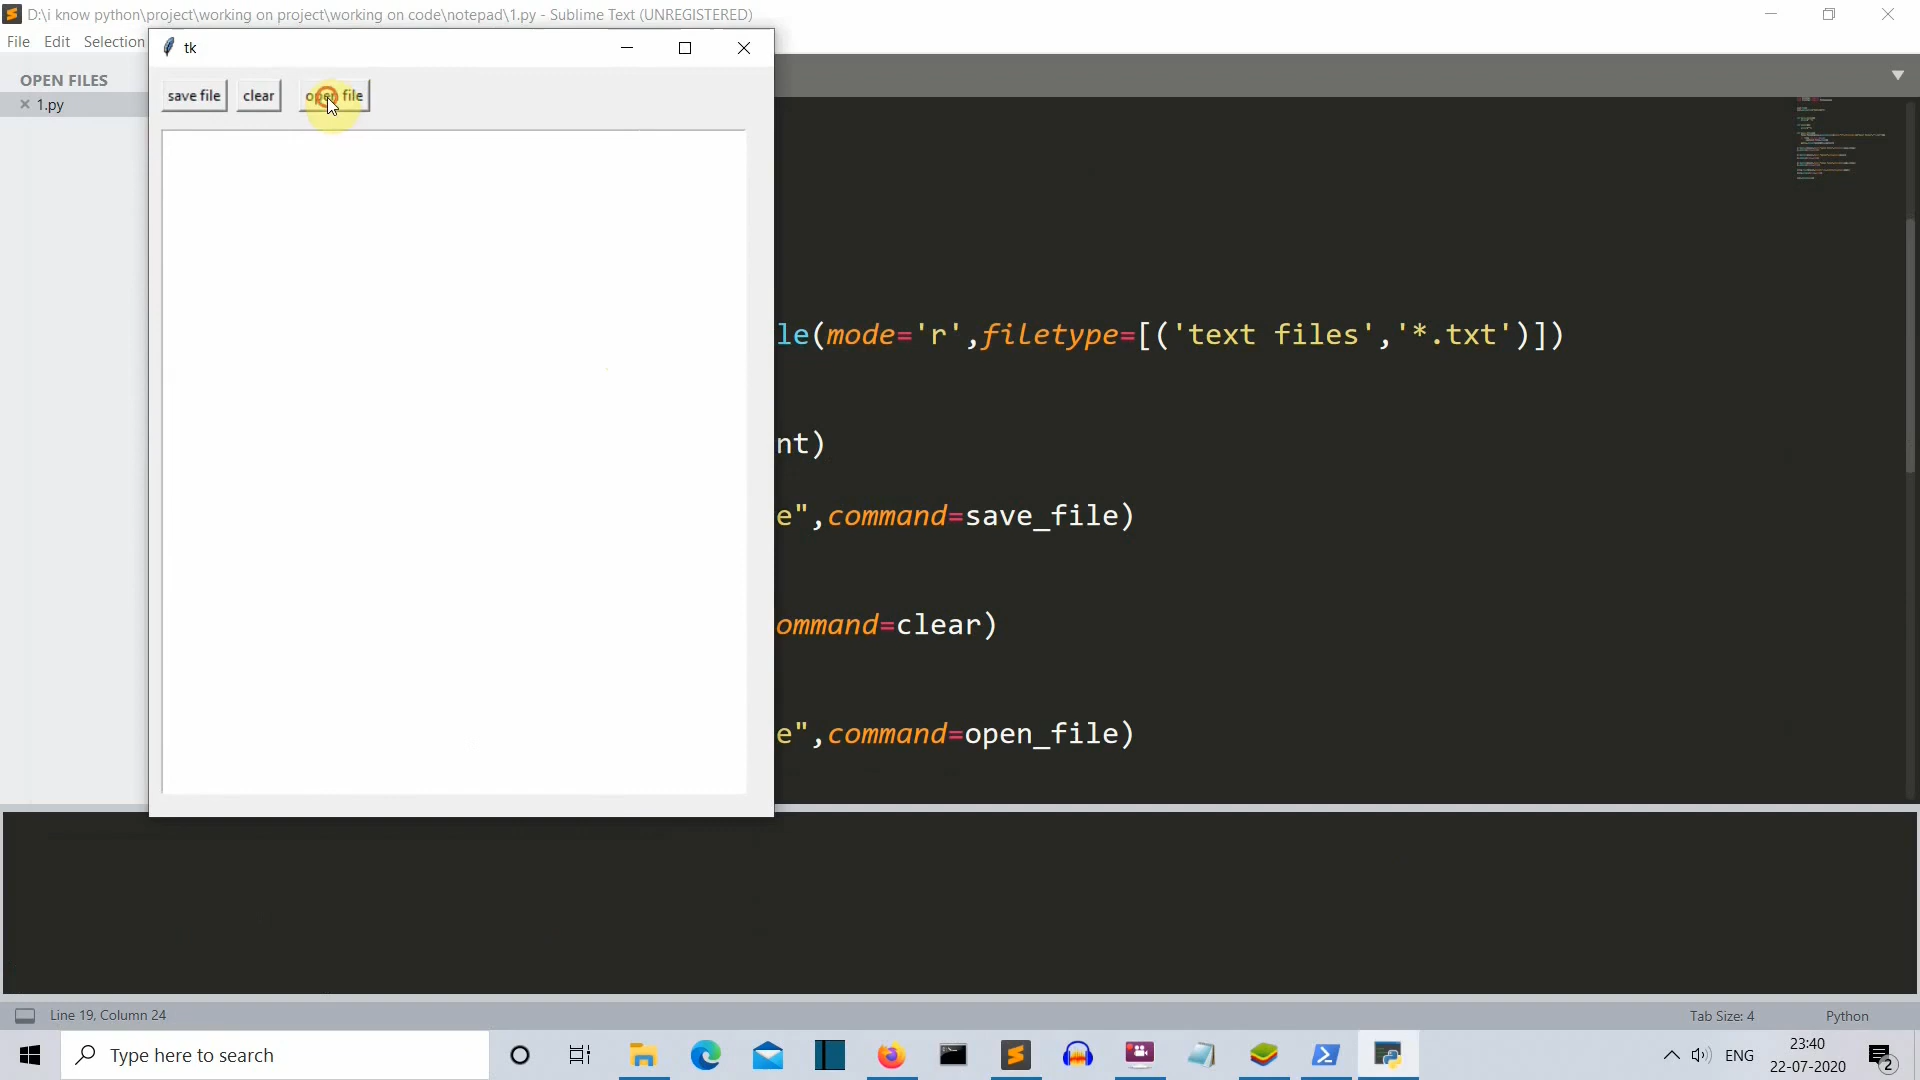 D:\i know python\project\working on project\working on code\notepad\1.py - Sublime Text (UNREGISTERED)
File Edit Selection
tk
OPEN FILES
1.py
save file clear open file
le(mode='r',filetype=[('text files','*.txt')])
nt)
e",command=save_file)
ommand=clear)
e",command=open_file)
Line 19, Column 24
Tab Size: 4
Python
Type here to search
ENG
23:40
22-07-2020
2